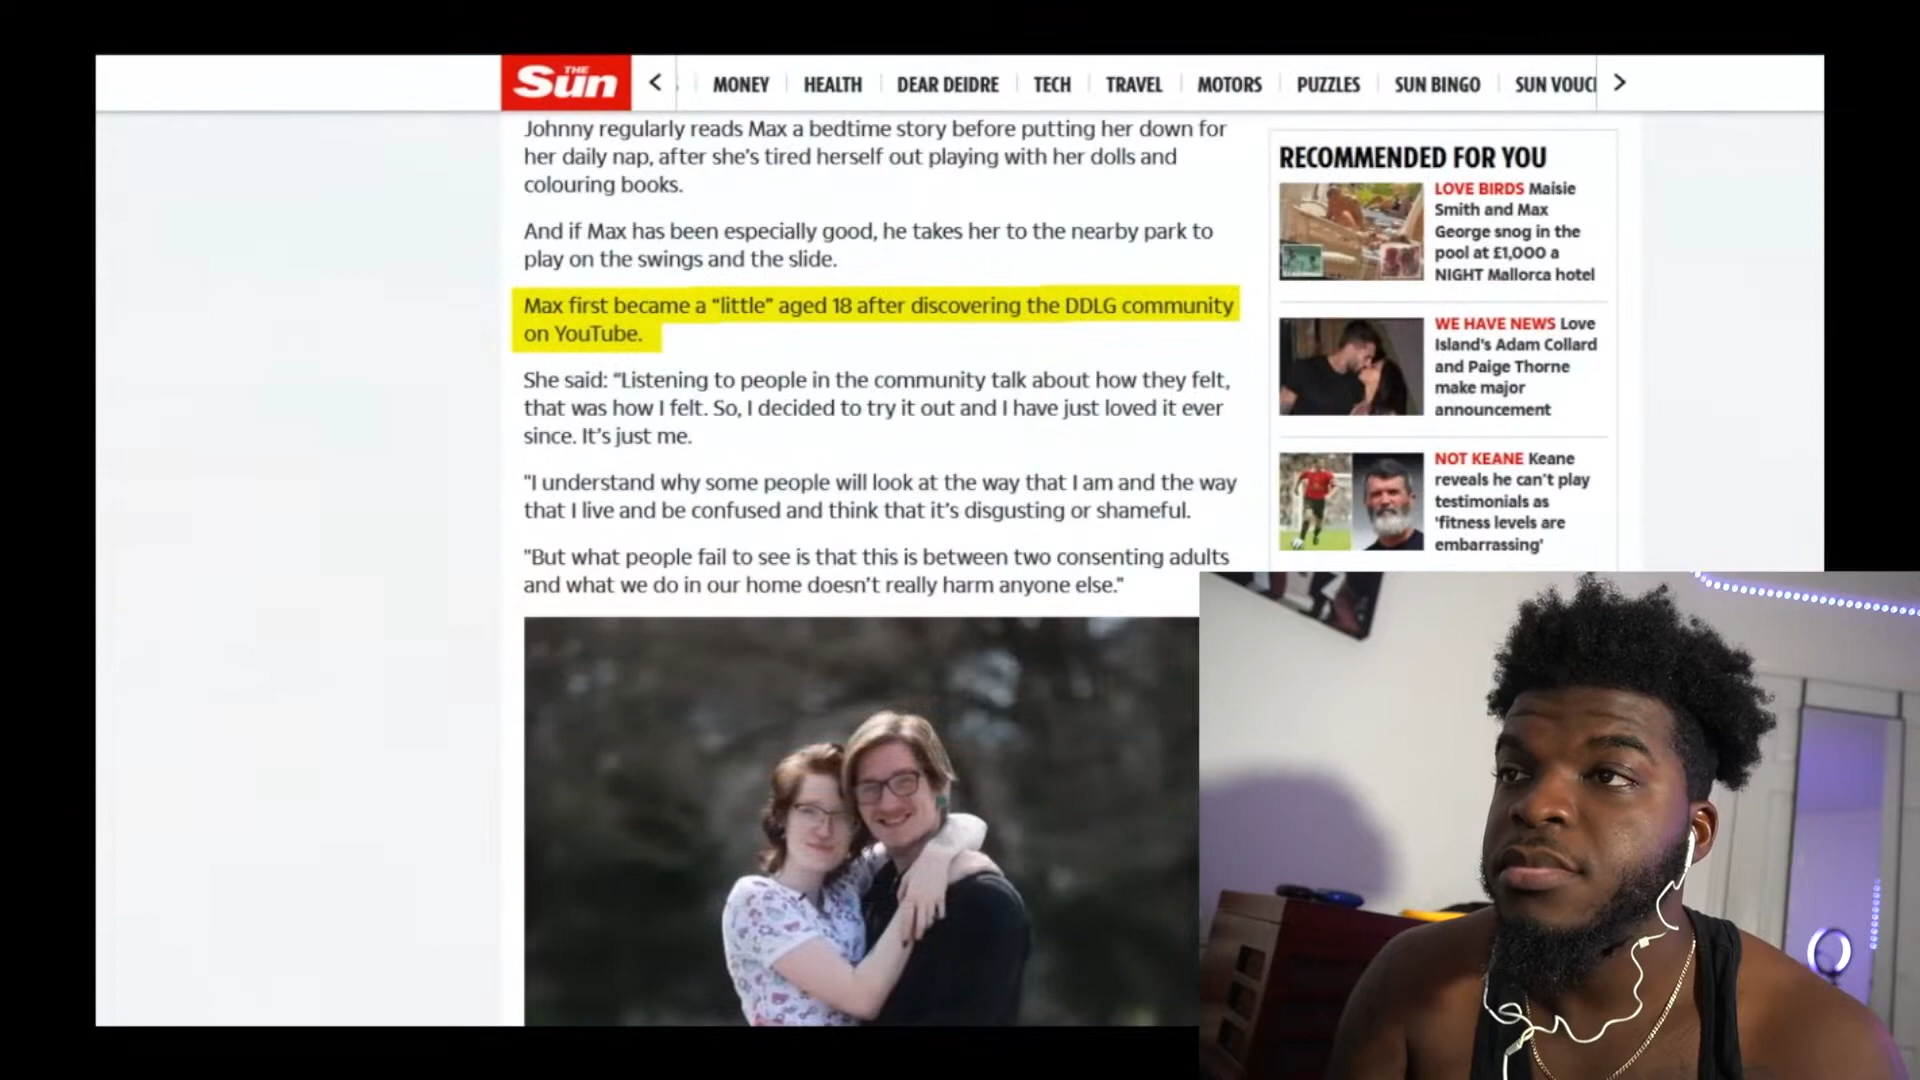 THE
Sun
MONEY HEALTH DEAR DEIDRE TECH TRAVEL MOTORS PUZZLES SUN BINGO SUN
Johnny regularly reads Max a bedtime story before putting her down for
her daily nap, after she's tired herself out playing with her dolls and
colouring books.
And if Max has been especially good, he takes her to the nearby park to
play on the swings and the slide.
Max first became a “little” aged 18 after discovering the DDLG community
on YouTube.
She said: “Listening to people in the community talk about how they felt,
that was how I felt. So, I decided to try it out and I have just loved it ever
since. It's just me.
"I understand why some people will look at the way that I am and the way
that I live and be confused and think that it's disgusting or shameful.
"But what people fail to see is that this is between two consenting adults
and what we do in our home doesn't really harm anyone else."
RECOMMENDED FOR YOU
LOVE BIRDS Maisie
Smith and Max
George snog in the
pool at £1,000 a
NIGHT Mallorca hotel
WE HAVE NEWS Love
Island's Adam Collard
and Paige Thorne
make major
announcement
NOT KEANE Keane
reveals he can't play
testimonials as
'fitness levels are
embarrassing'